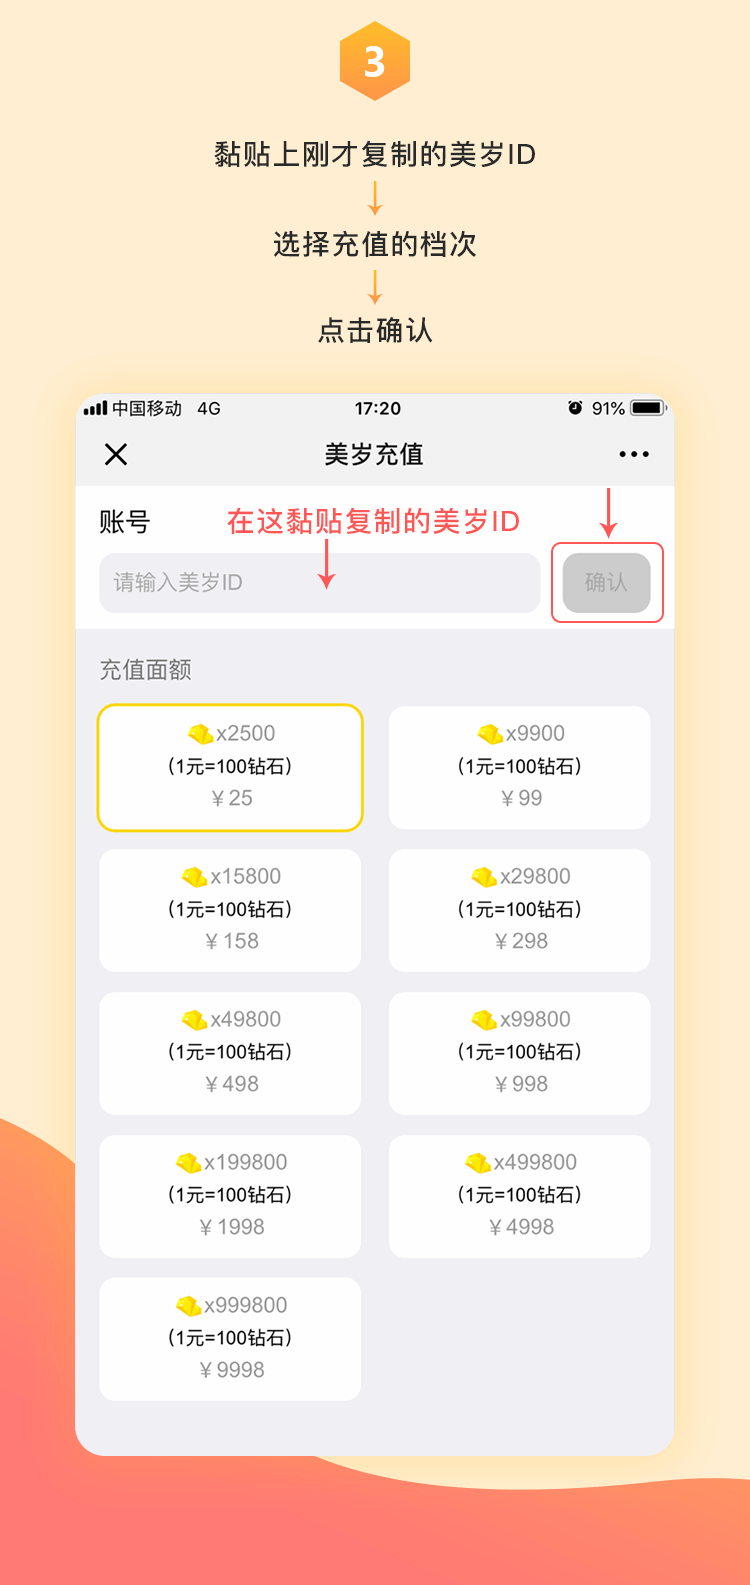 3
黏贴上刚才复制的美岁ID
选择充值的档次
点击确认
中国移动 4G 17:20 91%
美岁充值
账号 在这黏贴复制的美岁ID
请输入美岁ID 确认
充值面额
x2500
(1元=100钻石)
¥25
x9900
(1元=100钻石)
¥99
x15800
(1元=100钻石)
¥158
x29800
(1元=100钻石)
¥298
x49800
(1元=100钻石)
¥498
x99800
(1元=100钻石)
¥998
x199800
(1元=100钻石)
¥1998
x499800
(1元=100钻石)
¥4998
x999800
(1元=100钻石)
¥9998